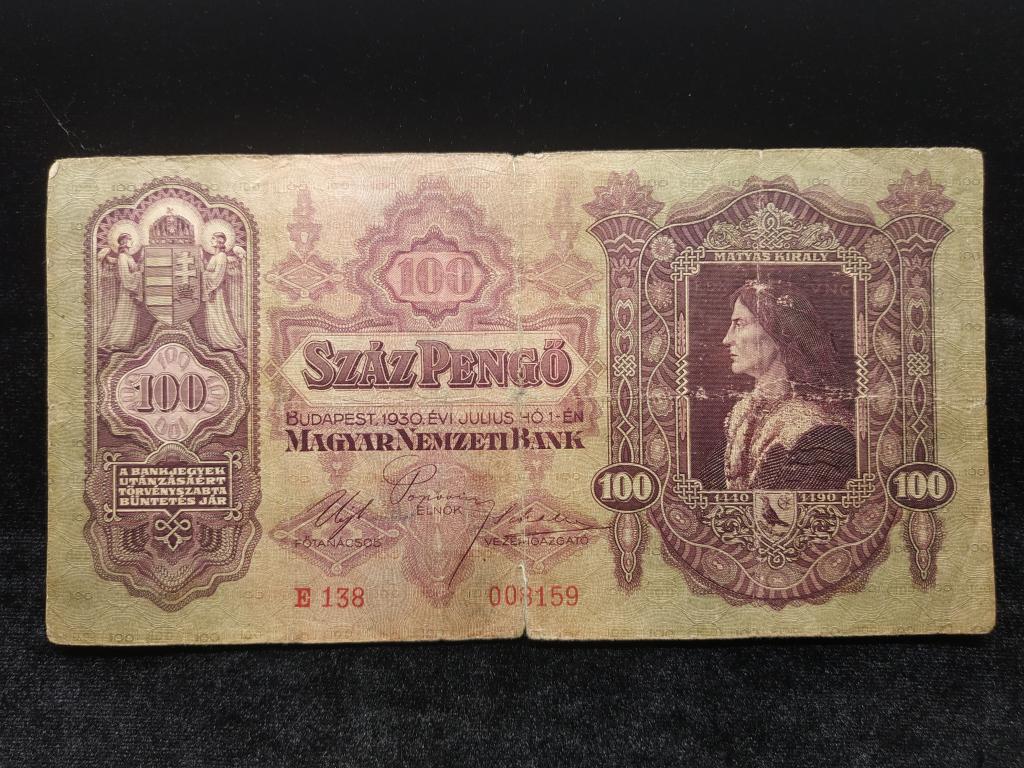 100
A BANKJEGYEK
UTÁNZÁSÁÉRT
TÖRVÉNYSZABTA
BÜNTETÉS JÁR
100
SZÁZ PENGŐ
BUDAPEST, 1930. ÉVI JULIUS HÓ 1-ÉN
MAGYAR NEMZETI BANK
ELNÖK
FŐTANÁCSOS
VEZÉRIGAZGATÓ
E 138
008159
MÁTYÁS KIRÁLY
100
1440 1490
100